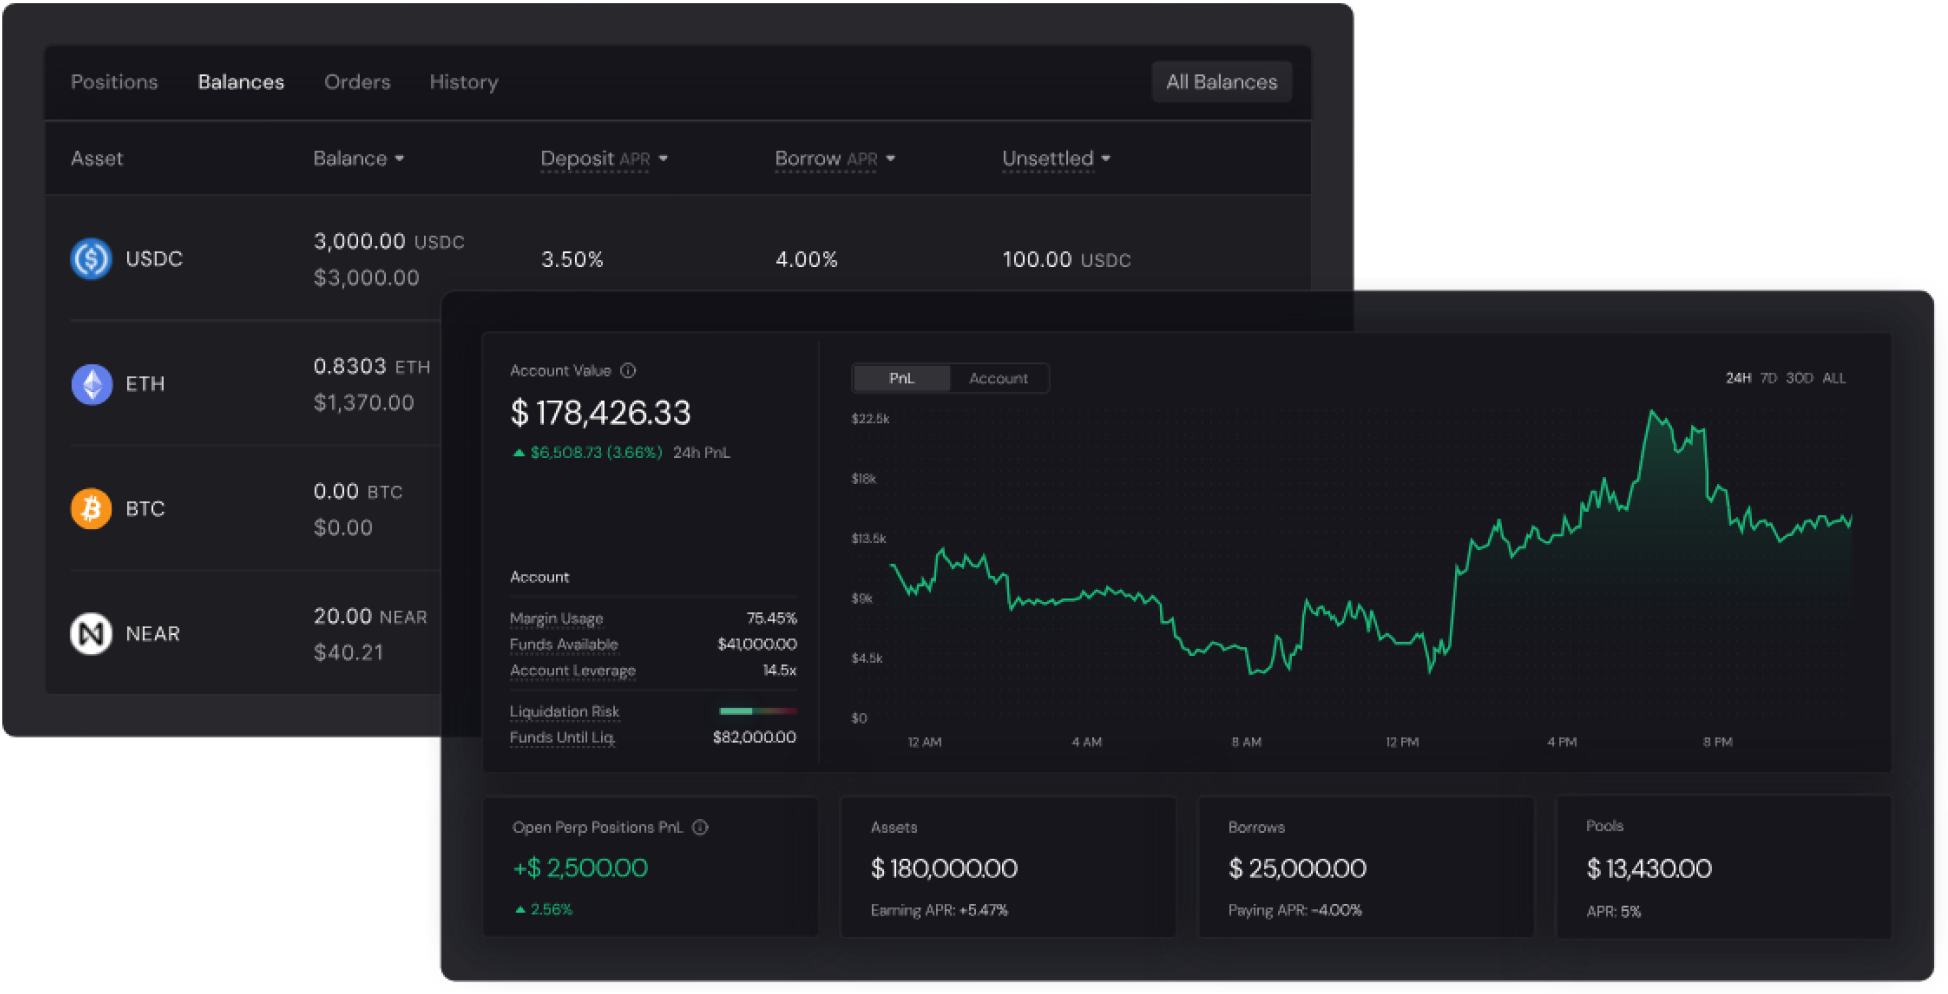 Positions Balances Orders History All Balances
Asset Balance Deposit APR Borrow APR Unsettled
USDC 3,000.00 USDC 3.50% 4.00% 100.00 USDC
$3,000.00
ETH 0.8303 ETH
$1,370.00
BTC 0.00 BTC
$0.00
NEAR 20.00 NEAR
$40.21
Account Value
$ 178,426.33
$6,508.73 (3.66%) 24h PnL
Account
Margin Usage 75.45%
Funds Available $41,000.00
Account Leverage 14.5x
Liquidation Risk
Funds Until Liq. $82,000.00
PnL Account 24H 7D 30D ALL
$22.5k
$18k
$13.5k
$9k
$4.5k
$0
12 AM 4 AM 8 AM 12 PM 4 PM 8 PM
Open Perp Positions PnL
+$ 2,500.00
2.56%
Assets
$ 180,000.00
Earning APR: +5.47%
Borrows
$ 25,000.00
Paying APR: -4.00%
Pools
$ 13,430.00
APR: 5%